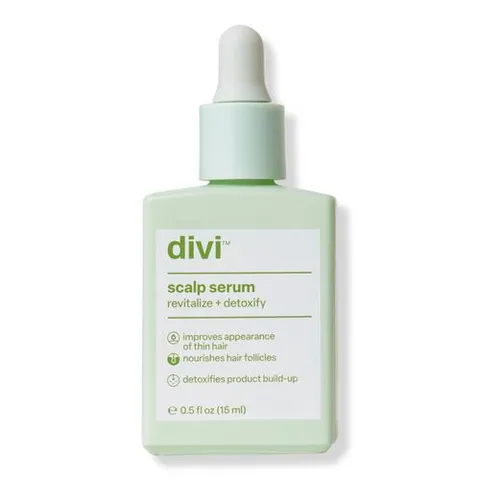 divi™
scalp serum
revitalize + detoxify
improves appearance
of thin hair
nourishes hair follicles
detoxifies product build-up
℮ 0.5 fl oz (15 ml)